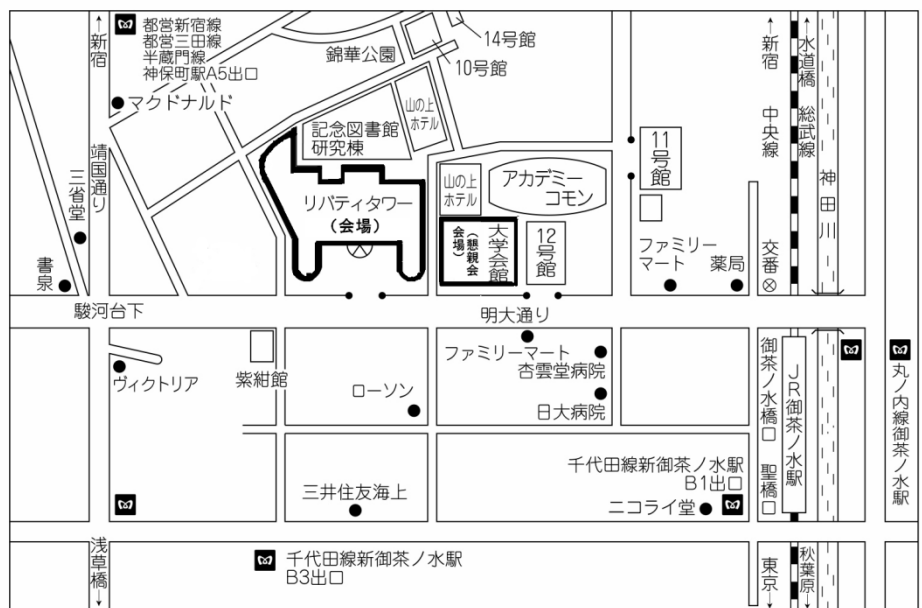 ←新宿
都営新宿線
都営三田線
半蔵門線
神保町駅A5出口
マクドナルド
靖国通り
三省堂
書泉
駿河台下
錦華公園
14号館
10号館
山の上
ホテル
記念図書館
研究棟
リバティタワー
(会場)
山の上
ホテル
アカデミー
コモン
大学会館
(懇親会
会場)
12号館
11号館
ファミリー
マート
薬局
交番
←新宿
中央線
←水道橋
総武線
神田川
明大通り
ヴィクトリア
紫紺館
ローソン
ファミリーマート
杏雲堂病院
日大病院
御茶ノ水橋口
聖橋口
JR御茶ノ水駅
丸ノ内線御茶ノ水駅
千代田線新御茶ノ水駅
B1出口
三井住友海上
ニコライ堂
浅草橋→
千代田線新御茶ノ水駅
B3出口
東京→
秋葉原→